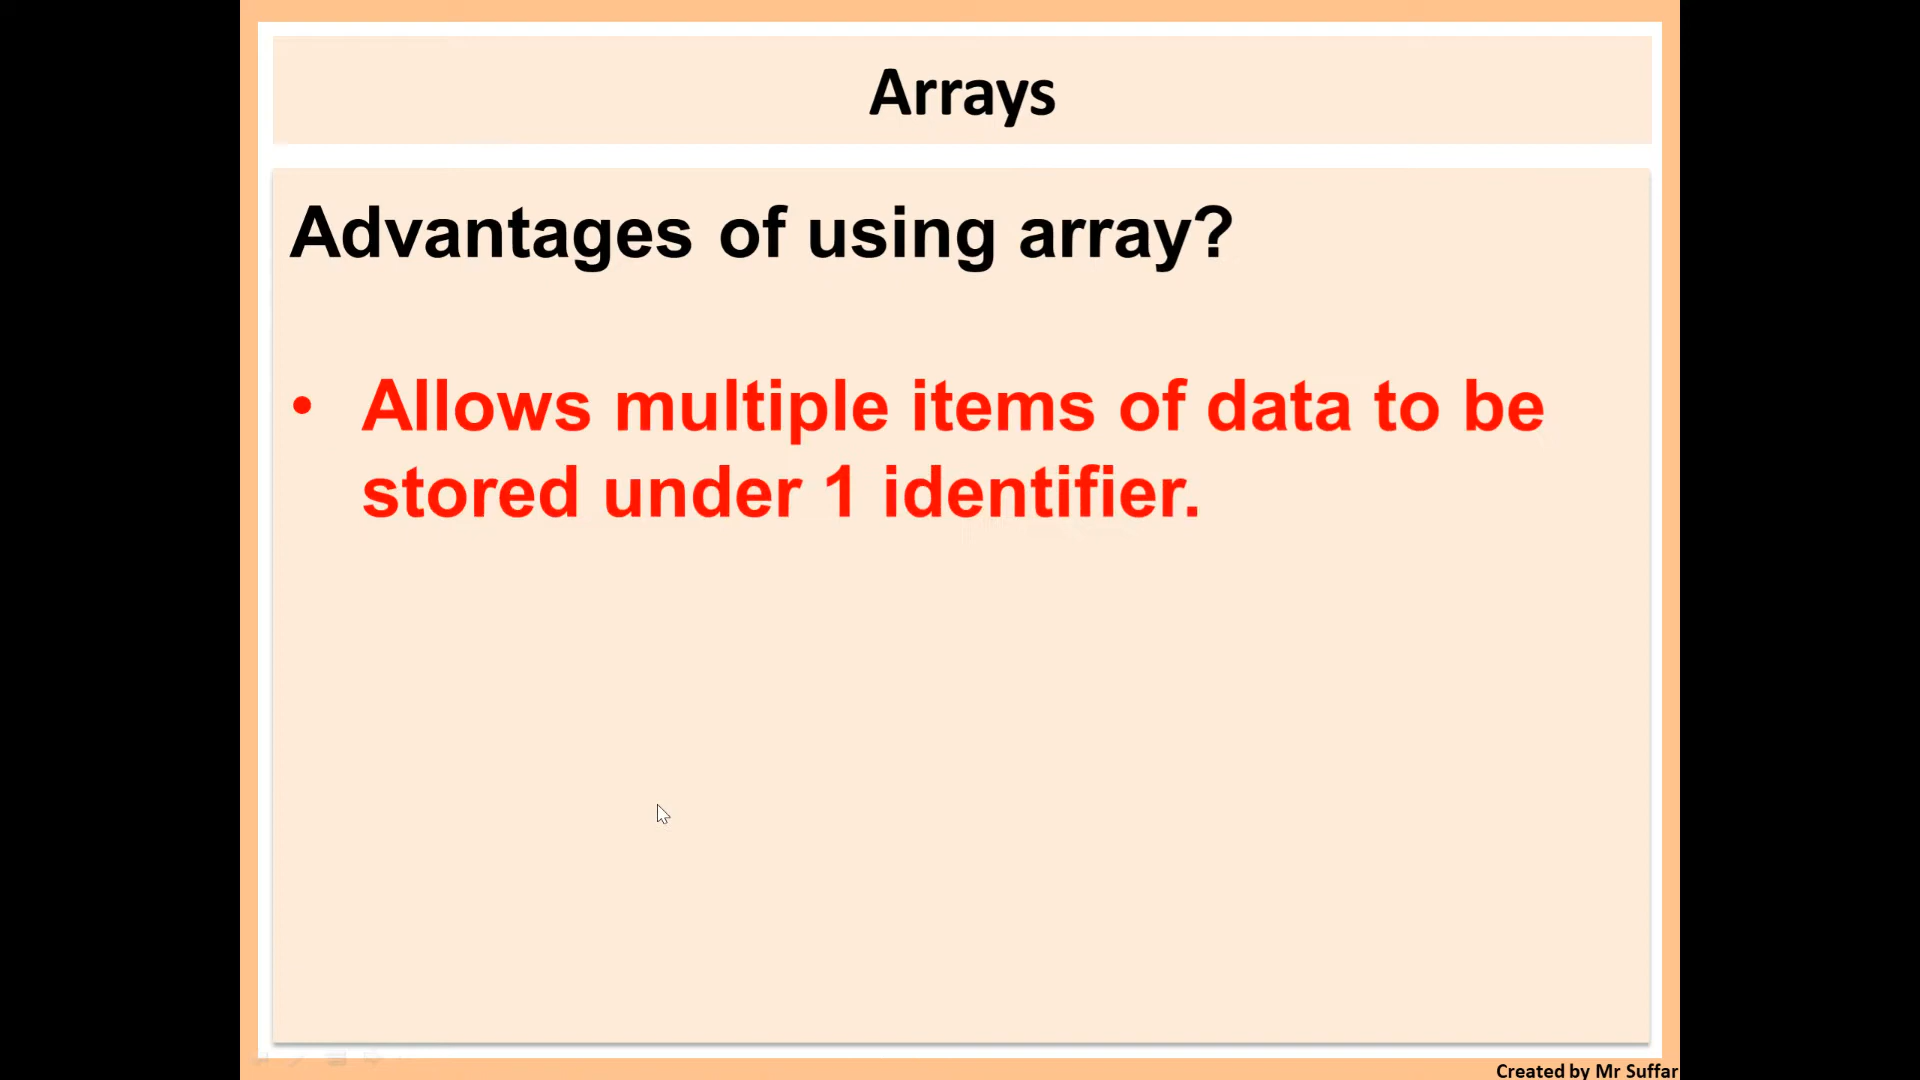 Arrays
Advantages of using array?
• Allows multiple items of data to be
stored under 1 identifier.
Created by Mr Suffar